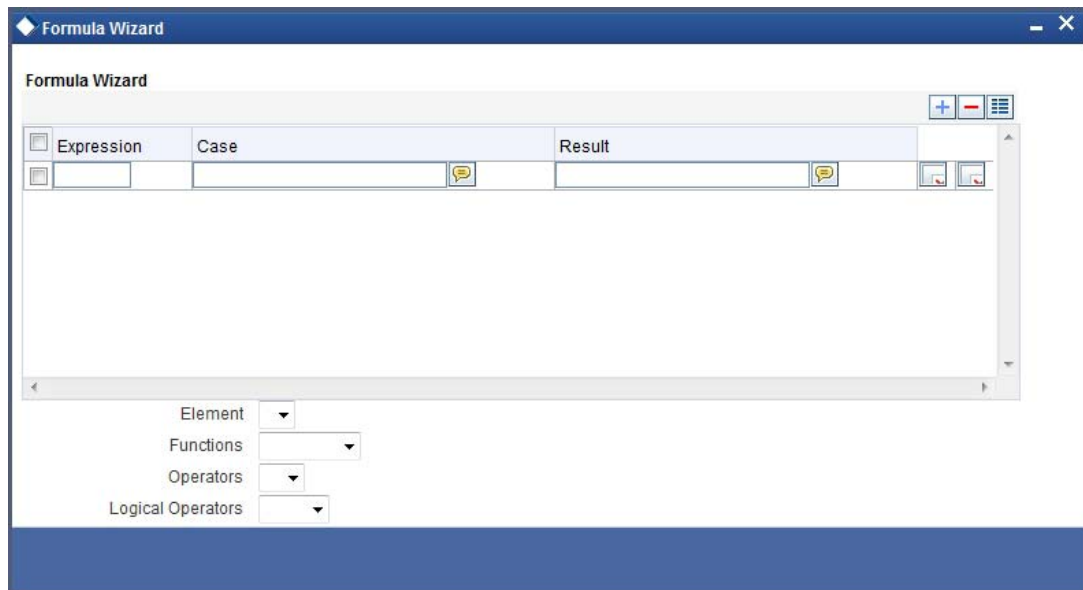 Formula Wizard
Formula Wizard
Expression Case Result
Element
Functions
Operators
Logical Operators